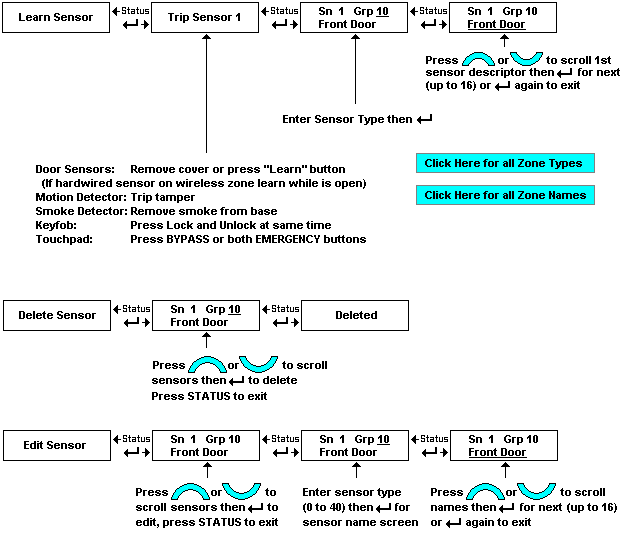 Learn Sensor
Status
Trip Sensor 1
Status
Sn 1 Grp 10
Front Door
Status
Sn 1 Grp 10
Front Door
Press or to scroll 1st
sensor descriptor then for next
(up to 16) or again to exit
Enter Sensor Type then
Click Here for all Zone Types
Click Here for all Zone Names
Door Sensors: Remove cover or press "Learn" button
(If hardwired sensor on wireless zone learn while is open)
Motion Detector: Trip tamper
Smoke Detector: Remove smoke from base
Keyfob: Press Lock and Unlock at same time
Touchpad: Press BYPASS or both EMERGENCY buttons
Delete Sensor
Status
Sn 1 Grp 10
Front Door
Status
Deleted
Press or to scroll
sensors then to delete
Press STATUS to exit
Edit Sensor
Status
Sn 1 Grp 10
Front Door
Status
Sn 1 Grp 10
Front Door
Status
Sn 1 Grp 10
Front Door
Press or to
scroll sensors then to
edit, press STATUS to exit
Enter sensor type
(0 to 40) then for
sensor name screen
Press or to scroll
names then for next (up to 16)
or again to exit